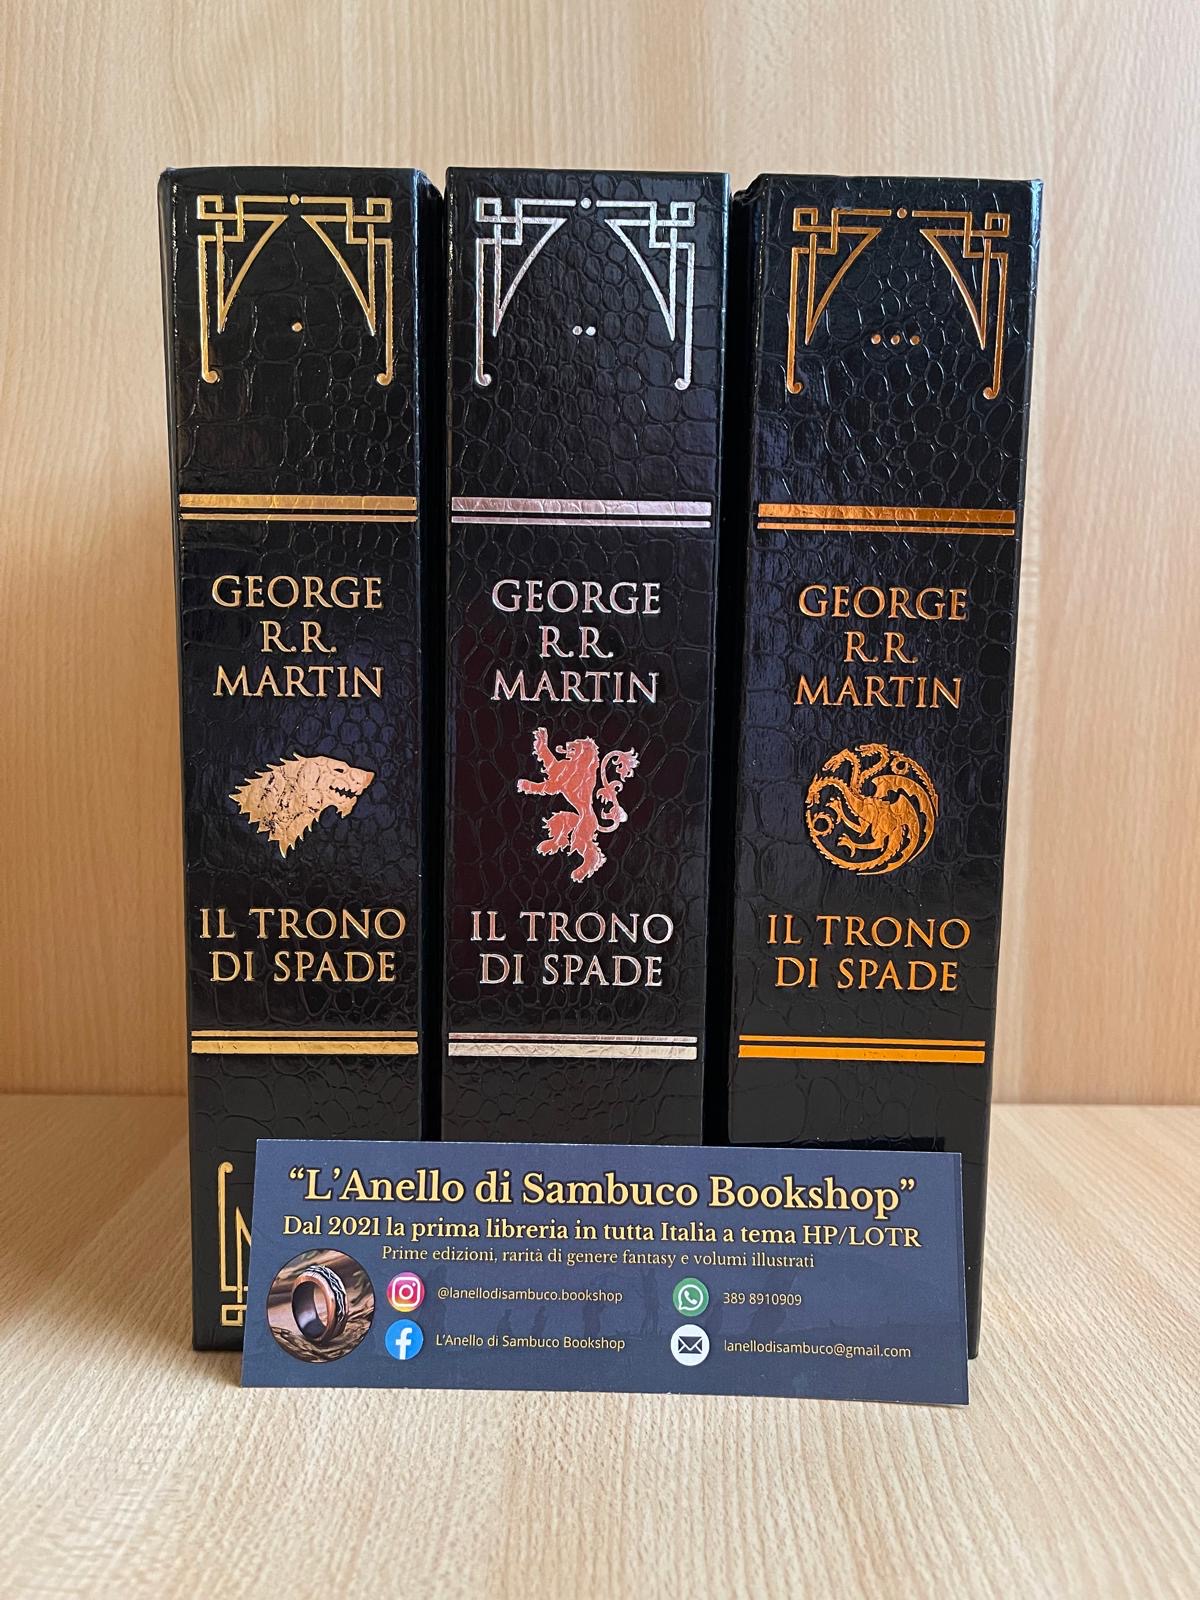 GEORGE
R.R.
MARTIN
IL TRONO
DI SPADE
GEORGE
R.R.
MARTIN
IL TRONO
DI SPADE
GEORGE
R.R.
MARTIN
IL TRONO
DI SPADE
“L’Anello di Sambuco Bookshop”
Dal 2021 la prima libreria in tutta Italia a tema HP/LOTR
Prime edizioni, rarità di genere fantasy e volumi illustrati
@lanellodisambuco.bookshop
389 8910909
L’Anello di Sambuco Bookshop
lanellodisambuco@gmail.com